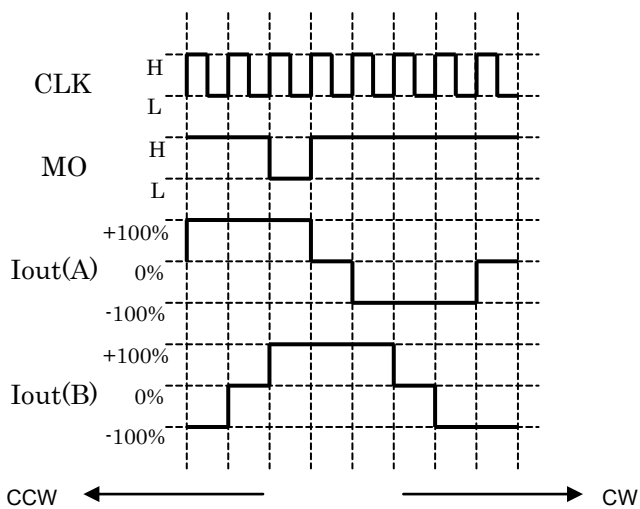 CLK
H
L
MO
H
L
Iout(A)
+100%
0%
-100%
Iout(B)
+100%
0%
-100%
CCW
CW